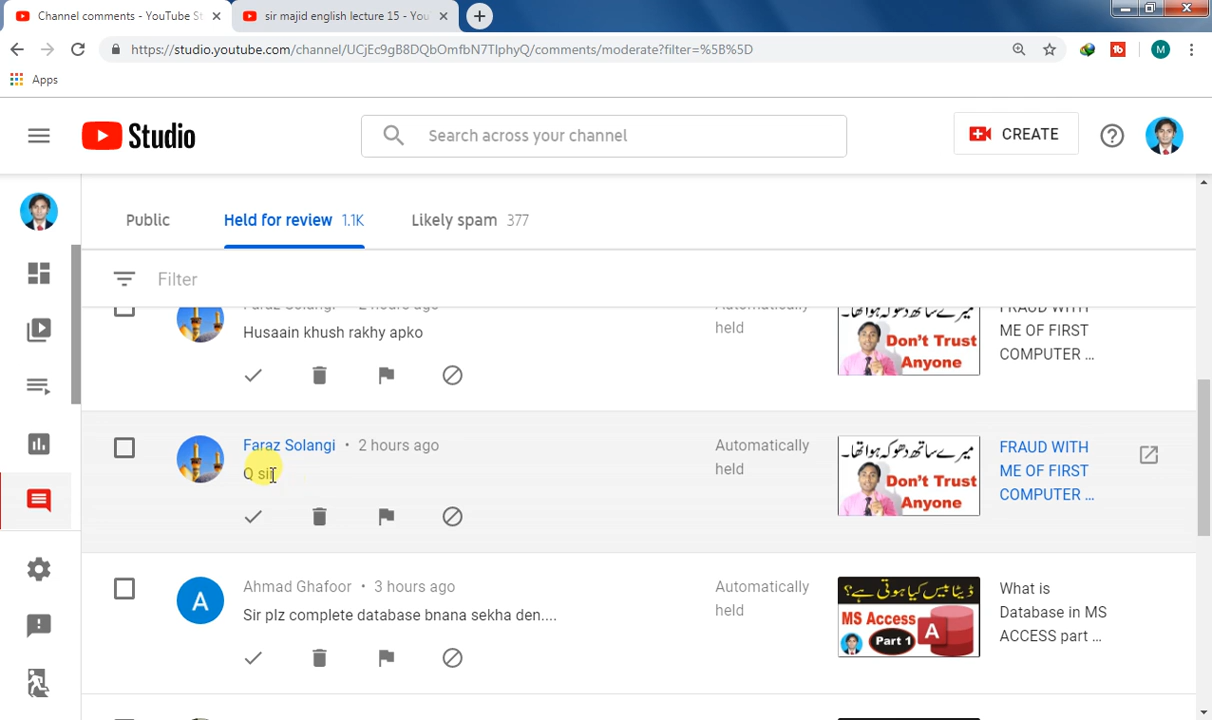 Channel comments - YouTube St
sir majid english lecture 15 - You
https://studio.youtube.com/channel/UCjEc9gB8DQbOmfbN7TlphyQ/comments/moderate?filter=%5B%5D
M
Apps
Studio
Search across your channel
CREATE
Public
Held for review 1.1K
Likely spam 377
Filter
Faraz Solangi • 2 hours ago
Husaain khush rakhy apko
Automatically
held
میرے ساتھ دھوکہ ہوا تھا۔
Don't Trust
Anyone
FRAUD WITH
ME OF FIRST
COMPUTER ...
Faraz Solangi • 2 hours ago
Q sir
Automatically
held
میرے ساتھ دھوکہ ہوا تھا۔
Don't Trust
Anyone
FRAUD WITH
ME OF FIRST
COMPUTER ...
A
Ahmad Ghafoor • 3 hours ago
Sir plz complete database bnana sekha den....
Automatically
held
ڈیٹا بیس کیا ہوتی ہے؟
MS Access
Part 1
A
What is
Database in MS
ACCESS part ...